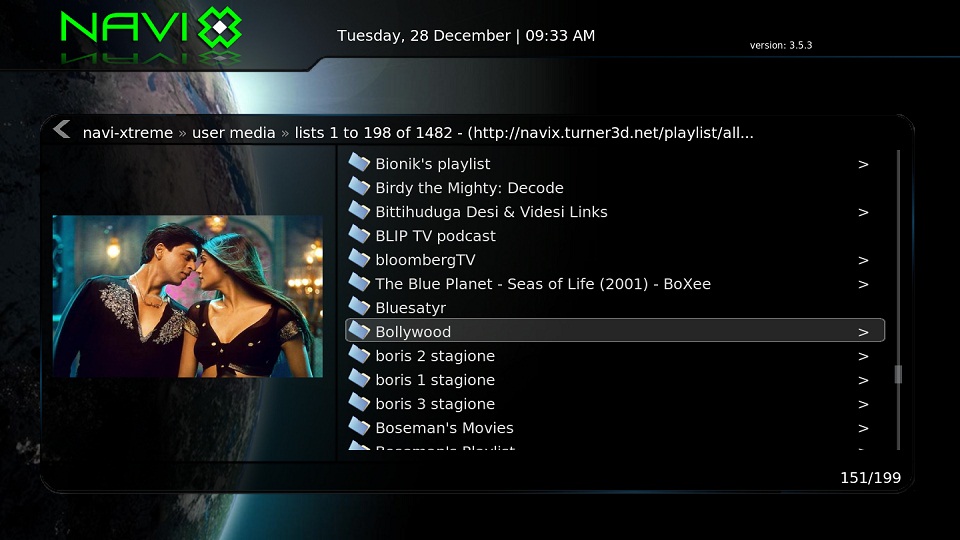 NAVI X
Tuesday, 28 December | 09:33 AM
version: 3.5.3
navi-xtreme » user media » lists 1 to 198 of 1482 - (http://navix.turner3d.net/playlist/all...
Bionik's playlist >
Birdy the Mighty: Decode
Bittihuduga Desi & Videsi Links >
BLIP TV podcast
bloombergTV >
The Blue Planet - Seas of Life (2001) - BoXee >
Bluesatyr
Bollywood >
boris 2 stagione >
boris 1 stagione >
boris 3 stagione >
Boseman's Movies >
Boseman's Playlist
151/199